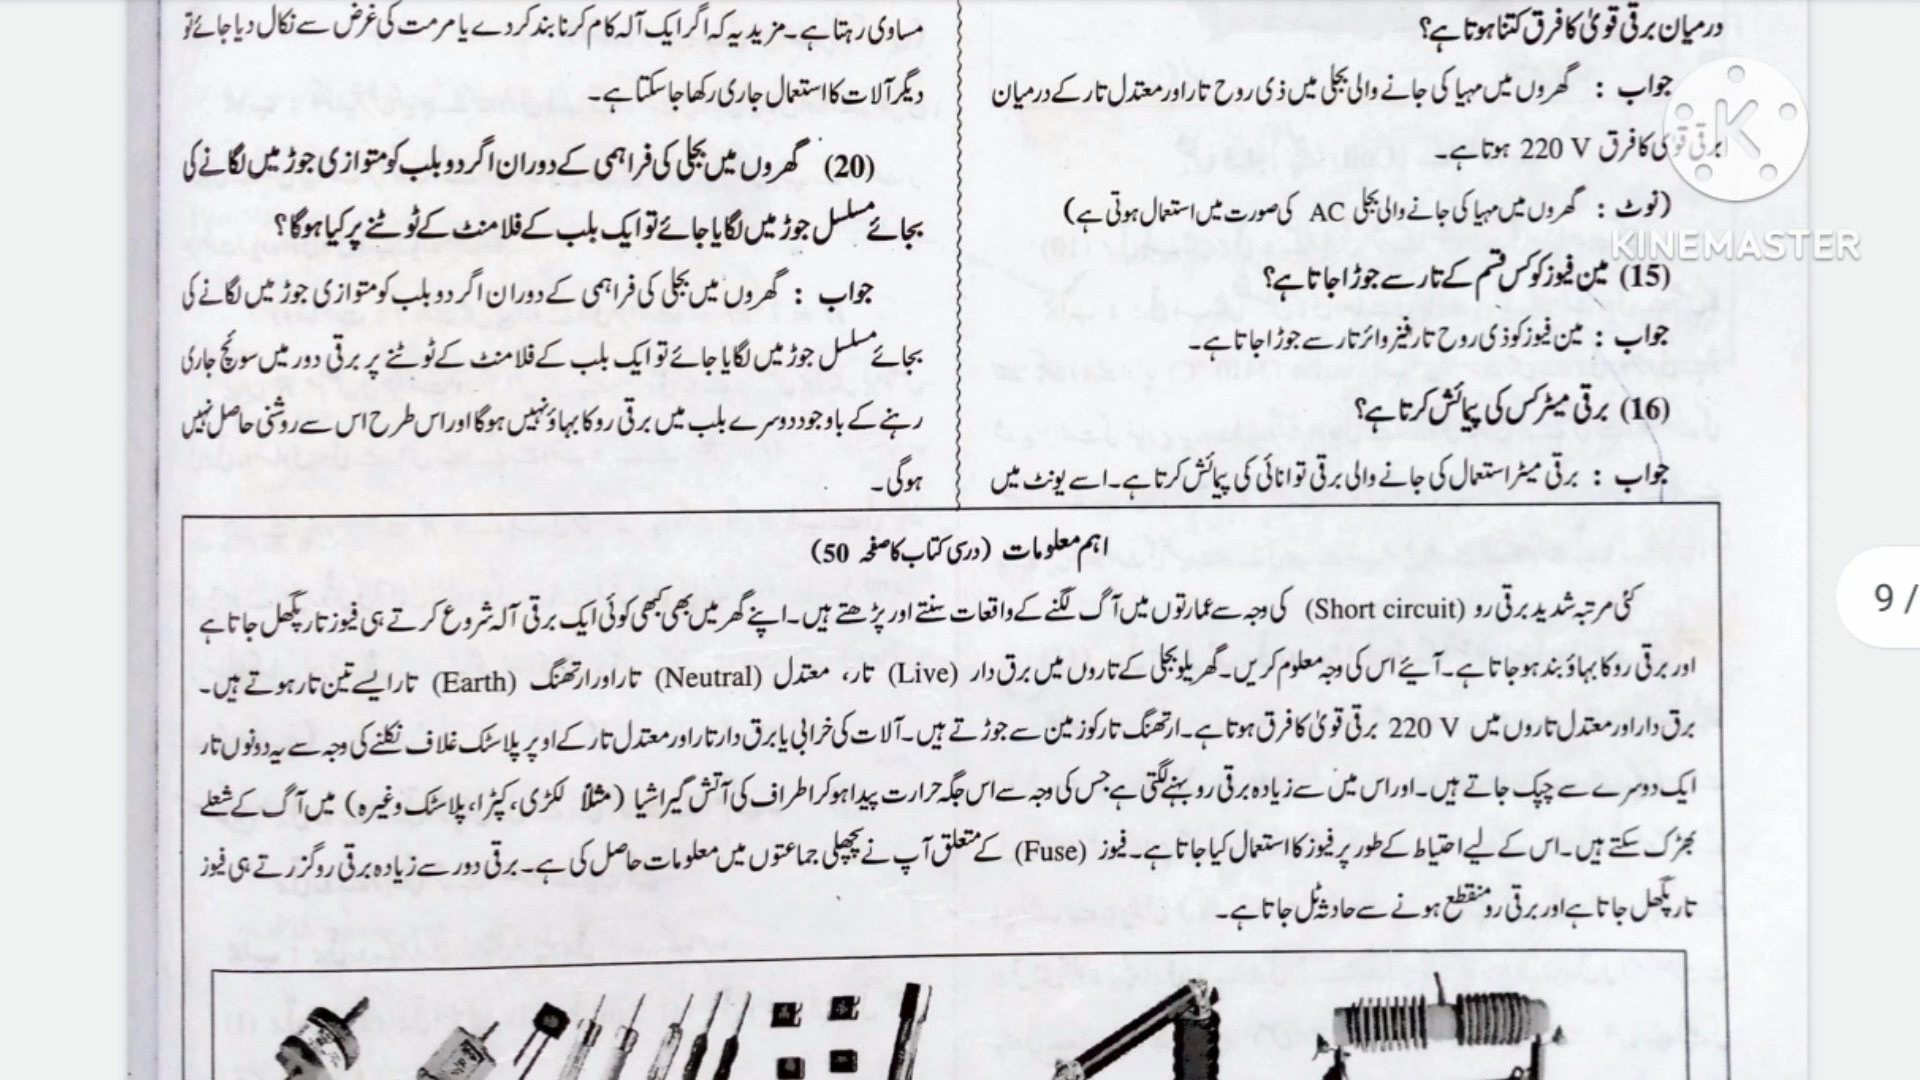 درمیان برقی قویٰ کا فرق کتنا ہوتا ہے؟
جواب : گھروں میں مہیا کی جانے والی بجلی میں ذی روح تار اور معتدل تار کے درمیان
برقی قویٰ کا فرق 220 V ہوتا ہے۔
(نوٹ : گھروں میں مہیا کی جانے والی بجلی AC کی صورت میں استعمال ہوتی ہے)
(15) مین فیوز کو کس قسم کے تار سے جوڑا جاتا ہے؟
جواب : مین فیوز کو ذی روح تار فیز وائر تار سے جوڑا جاتا ہے۔
(16) برقی میٹر کس کی پیمائش کرتا ہے؟
جواب : برقی میٹر استعمال کی جانے والی برقی توانائی کی پیمائش کرتا ہے۔ اسے یونٹ میں
مساوی رہتا ہے۔ مزید یہ کہ اگر ایک آلہ کام کرنا بند کر دے یا مرمت کی غرض سے نکال دیا جائے تو
دیگر آلات کا استعمال جاری رکھا جا سکتا ہے۔
(20) گھروں میں بجلی کی فراہمی کے دوران اگر دو بلب کو متوازی جوڑ میں لگانے کی
بجائے مسلسل جوڑ میں لگایا جائے تو ایک بلب کے فلامنٹ کے ٹوٹنے پر کیا ہوگا؟
جواب : گھروں میں بجلی کی فراہمی کے دوران اگر دو بلب کو متوازی جوڑ میں لگانے کی
بجائے مسلسل جوڑ میں لگایا جائے تو ایک بلب کے فلامنٹ کے ٹوٹنے پر برقی دور میں سوئچ جاری
رہنے کے باوجود دوسرے بلب میں برقی رو کا بہاؤ نہیں ہوگا اور اس طرح اس سے روشنی حاصل نہیں
ہوگی۔
اہم معلومات (درسی کتاب کا صفحہ 50)
کئی مرتبہ شدید برقی رو (Short circuit) کی وجہ سے عمارتوں میں آگ لگنے کے واقعات سنتے اور پڑھتے ہیں۔ اپنے گھر میں بھی کبھی کوئی ایک برقی آلہ شروع کرتے ہی فیوز تار پگھل جاتا ہے
اور برقی رو کا بہاؤ بند ہو جاتا ہے۔ آئیے اس کی وجہ معلوم کریں۔ گھریلو بجلی کے تاروں میں برق دار (Live) تار، معتدل (Neutral) تار اور ارتھنگ (Earth) تار ایسے تین تار ہوتے ہیں۔
برق دار اور معتدل تاروں میں 220 V برقی قویٰ کا فرق ہوتا ہے۔ ارتھنگ تار کو زمین سے جوڑتے ہیں۔ آلات کی خرابی یا برق دار تار اور معتدل تار کے اوپر پلاسٹک غلاف نکلنے کی وجہ سے یہ دونوں تار
ایک دوسرے سے چپک جاتے ہیں۔ اور اس میں سے زیادہ برقی رو بہنے لگتی ہے جس کی وجہ سے اس جگہ حرارت پیدا ہو کر اطراف کی آتش گیر اشیا (مثلاً لکڑی، کپڑا، پلاسٹک وغیرہ) میں آگ کے شعلے
بھڑک سکتے ہیں۔ اس کے لیے احتیاط کے طور پر فیوز کا استعمال کیا جاتا ہے۔ فیوز (Fuse) کے متعلق آپ نے پچھلی جماعتوں میں معلومات حاصل کی ہے۔ برقی دور سے زیادہ برقی رو گزرتے ہی فیوز
تار پگھل جاتا ہے اور برقی رو منقطع ہونے سے حادثہ ٹل جاتا ہے۔
K
KINEMASTER
9 /